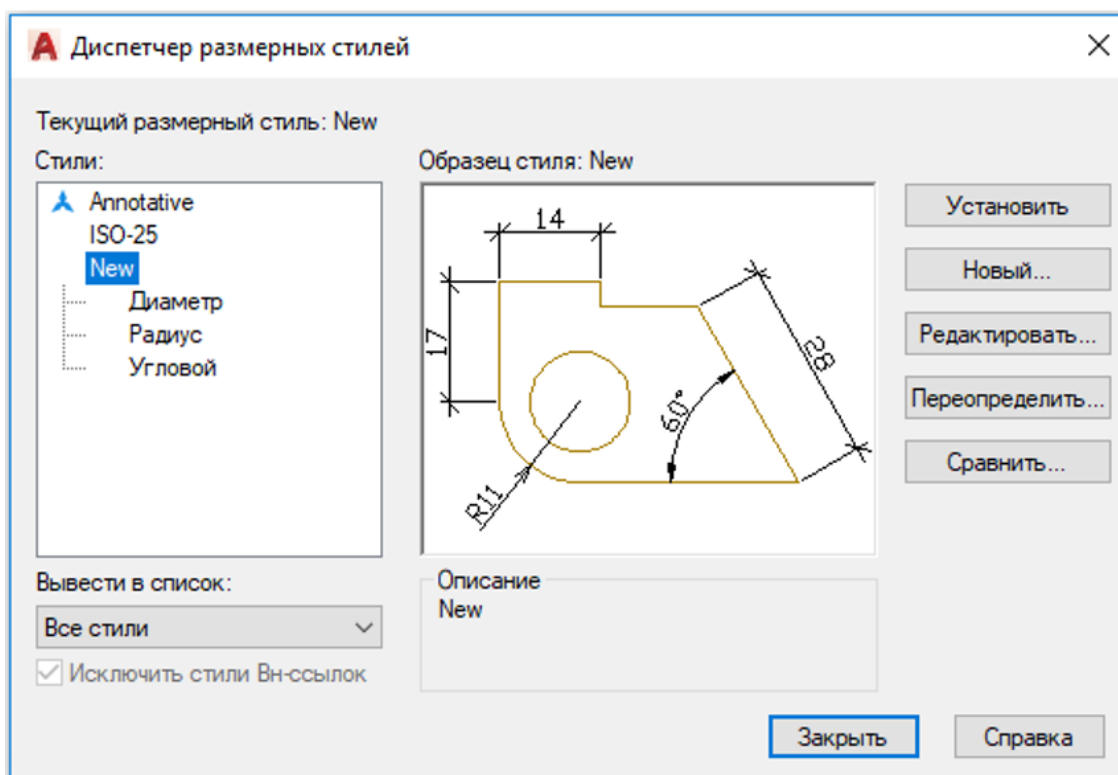 Диспетчер размерных стилей
Текущий размерный стиль: New
Стили:
Annotative
ISO-25
New
Диаметр
Радиус
Угловой
Образец стиля: New
14
17
28
60°
R11
Установить
Новый...
Редактировать...
Переопределить...
Сравнить...
Вывести в список:
Все стили
Исключить стили Вн-ссылок
Описание
New
Закрыть
Справка